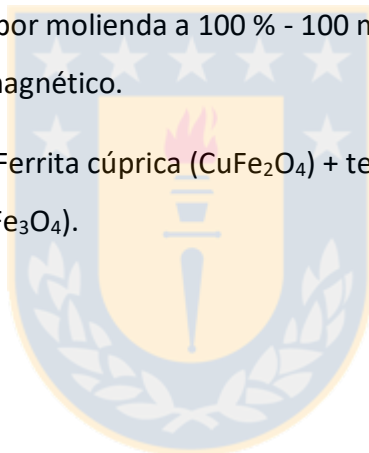 por molienda a 100 % - 100 m
magnético.
Ferrita cúprica (CuFe₂O₄) + te
Fe₃O₄).